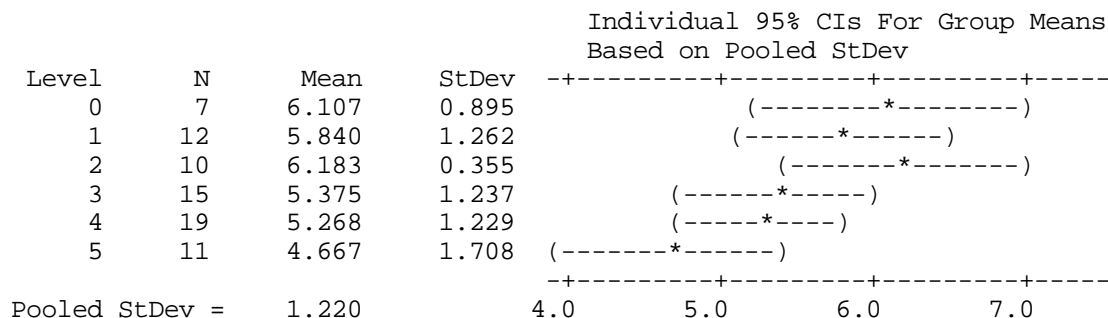 Individual 95% CIs For Group Means
Based on Pooled StDev
Level N Mean StDev -+---------+---------+---------+-----
0 7 6.107 0.895 (--------*--------)
1 12 5.840 1.262 (------*------)
2 10 6.183 0.355 (-------*-------)
3 15 5.375 1.237 (------*-----)
4 19 5.268 1.229 (-----*----)
5 11 4.667 1.708 (-------*------)
-+---------+---------+---------+-----
Pooled StDev = 1.220 4.0 5.0 6.0 7.0